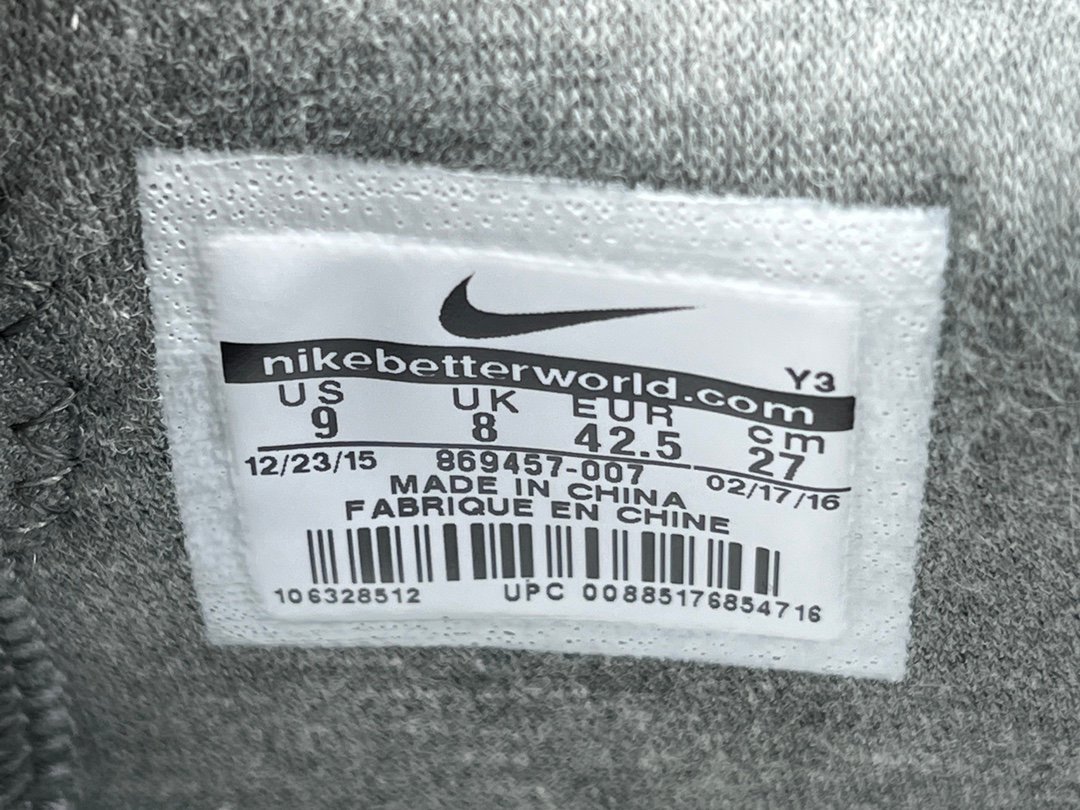 nikebetterworld.com
Y3
US UK EUR cm
9 8 42.5 27
12/23/15 869457-007 02/17/16
MADE IN CHINA
FABRIQUE EN CHINE
106328512 UPC 00885176854716